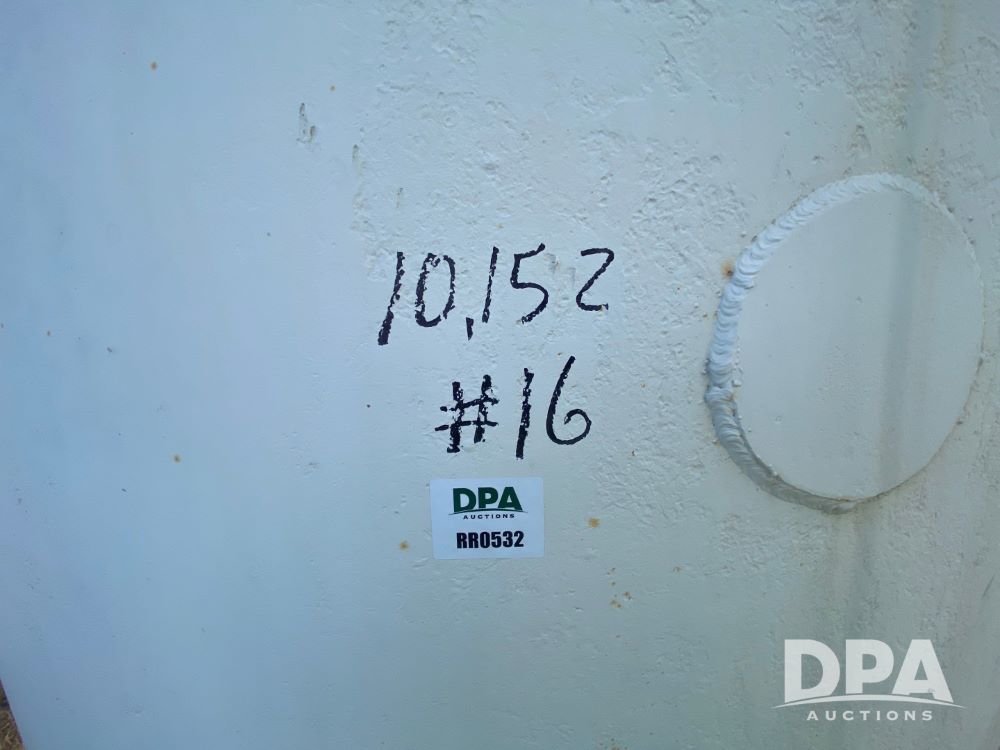 10,152
#16
DPA
AUCTIONS
RR0532
DPA
AUCTIONS